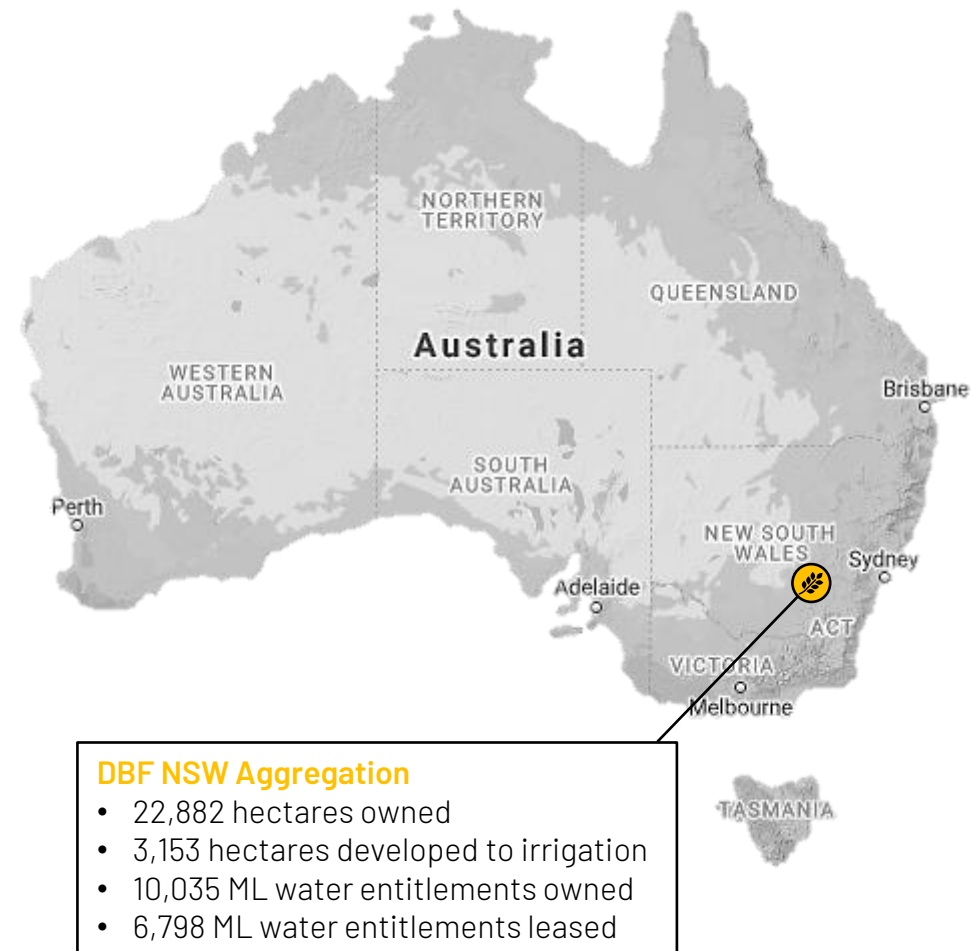 NORTHERN
TERRITORY
QUEENSLAND
Australia
WESTERN
AUSTRALIA
Brisbane
SOUTH
AUSTRALIA
Perth
NEW SOUTH
WALES
Sydney
Adelaide
ACT
VICTORIA
Melbourne
DBF NSW Aggregation
• 22,882 hectares owned
• 3,153 hectares developed to irrigation
• 10,035 ML water entitlements owned
• 6,798 ML water entitlements leased
TASMANIA